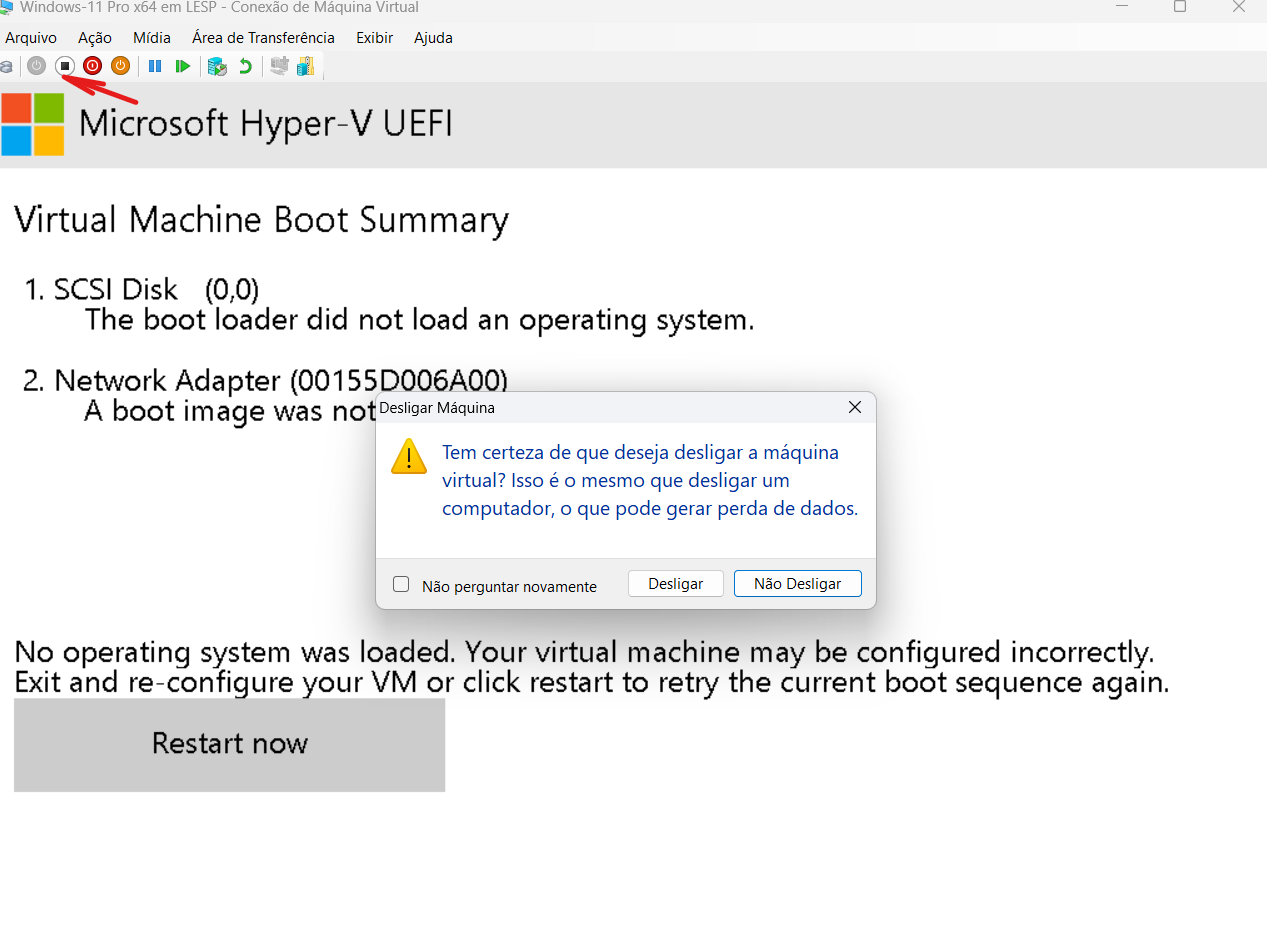 Windows-11 Pro x64 em LESP - Conexão de Máquina Virtual
Arquivo Ação Mídia Área de Transferência Exibir Ajuda
Microsoft Hyper-V UEFI
Virtual Machine Boot Summary
1. SCSI Disk (0,0)
The boot loader did not load an operating system.
2. Network Adapter (00155D006A00)
A boot image was not
Desligar Máquina
Tem certeza de que deseja desligar a máquina
virtual? Isso é o mesmo que desligar um
computador, o que pode gerar perda de dados.
Não perguntar novamente
Desligar
Não Desligar
No operating system was loaded. Your virtual machine may be configured incorrectly.
Exit and re-configure your VM or click restart to retry the current boot sequence again.
Restart now